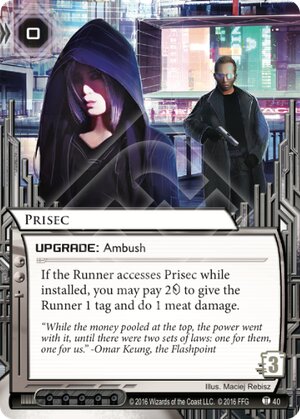 0
PRISEC
UPGRADE: Ambush
If the Runner accesses Prisec while
installed, you may pay 2 to give the
Runner 1 tag and do 1 meat damage.
“While the money pooled at the top, the power
went with it, until there were two sets of laws: one for them,
one for us.” -Omar Keung, the Flashpoint
3
Illus. Maciej Rebisz
© 2016 Wizards of the Coast LLC. © 2016 FFG
40